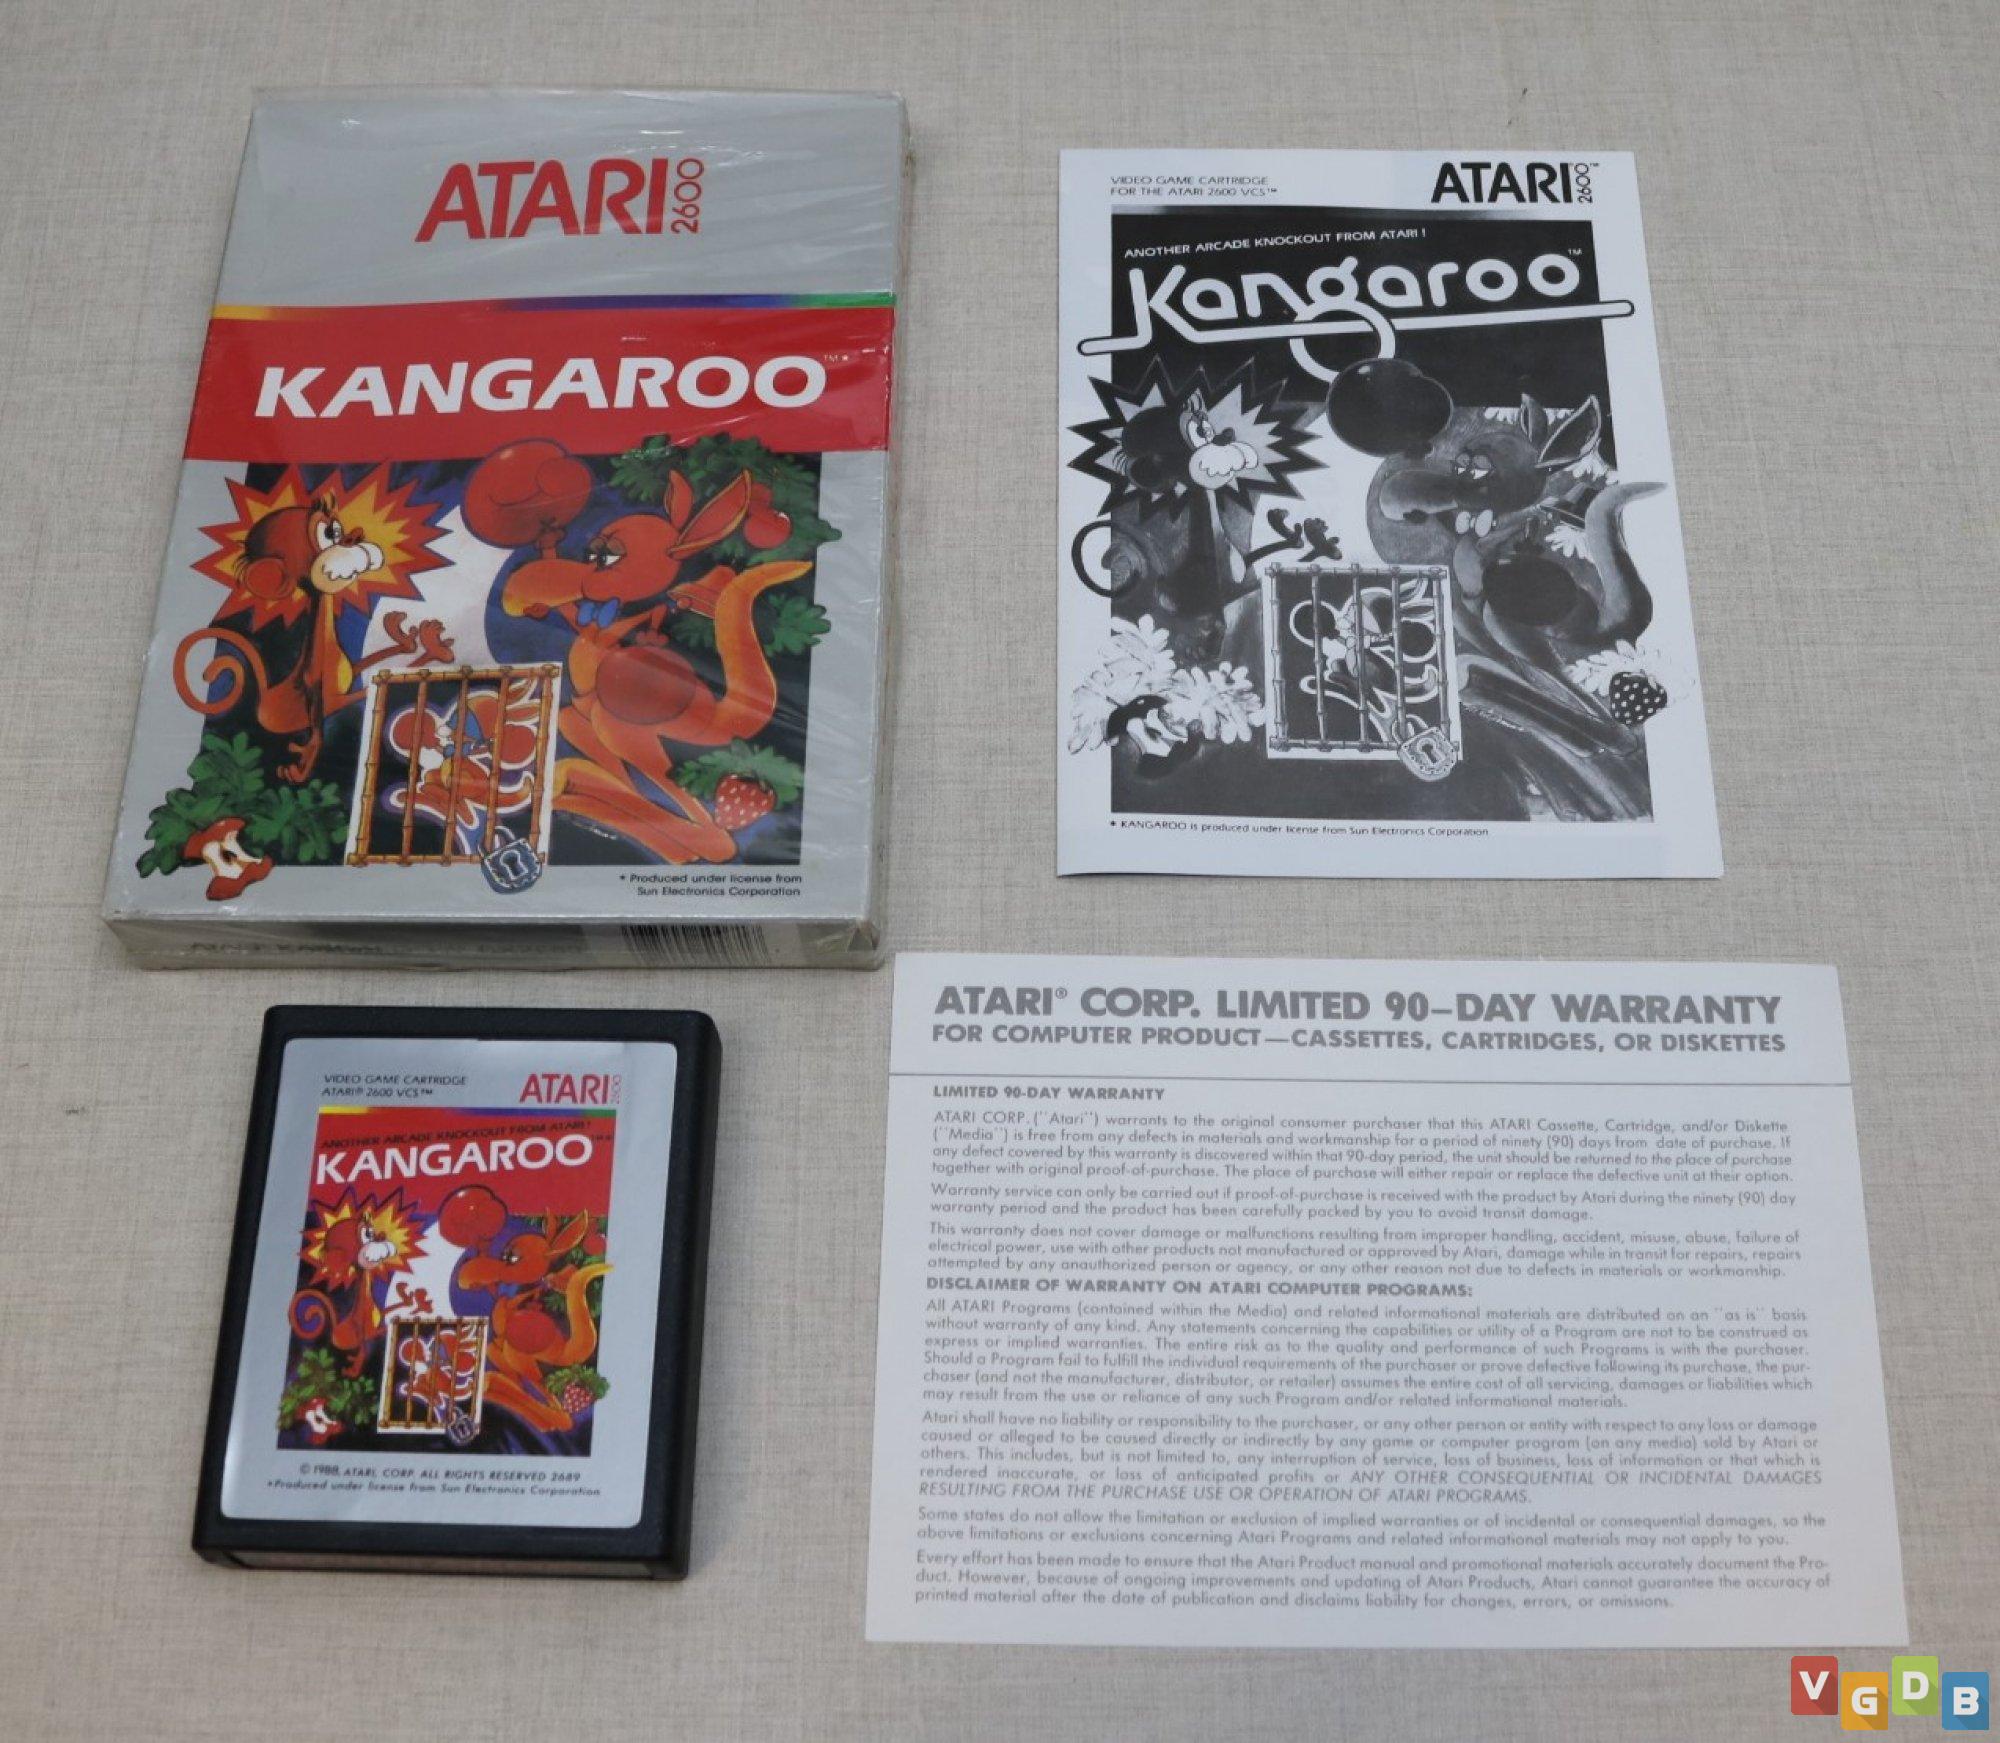 ATARI 2600
KANGAROO™*
* Produced under license from
Sun Electronics Corporation
VIDEO GAME CARTRIDGE
FOR THE ATARI 2600 VCS™
ATARI 2600™
ANOTHER ARCADE KNOCKOUT FROM ATARI !
Kangaroo™
* KANGAROO is produced under license from Sun Electronics Corporation
VIDEO GAME CARTRIDGE
ATARI® 2600 VCS™
ATARI 2600
ANOTHER ARCADE KNOCKOUT FROM ATARI!
KANGAROO™*
© 1988, ATARI, CORP. ALL RIGHTS RESERVED 2689
*Produced under license from Sun Electronics Corporation
ATARI® CORP. LIMITED 90–DAY WARRANTY
FOR COMPUTER PRODUCT—CASSETTES, CARTRIDGES, OR DISKETTES
LIMITED 90-DAY WARRANTY
ATARI CORP. (''Atari'') warrants to the original consumer purchaser that this ATARI Cassette, Cartridge, and/or Diskette
(''Media'') is free from any defects in materials and workmanship for a period of ninety (90) days from date of purchase. If
any defect covered by this warranty is discovered within that 90-day period, the unit should be returned to the place of purchase
together with original proof-of-purchase. The place of purchase will either repair or replace the defective unit at their option.
Warranty service can only be carried out if proof-of-purchase is received with the product by Atari during the ninety (90) day
warranty period and the product has been carefully packed by you to avoid transit damage.
This warranty does not cover damage or malfunctions resulting from improper handling, accident, misuse, abuse, failure of
electrical power, use with other products not manufactured or approved by Atari, damage while in transit for repairs, repairs
attempted by any unauthorized person or agency, or any other reason not due to defects in materials or workmanship.
DISCLAIMER OF WARRANTY ON ATARI COMPUTER PROGRAMS:
All ATARI Programs (contained within the Media) and related informational materials are distributed on an ''as is'' basis
without warranty of any kind. Any statements concerning the capabilities or utility of a Program are not to be construed as
express or implied warranties. The entire risk as to the quality and performance of such Programs is with the purchaser.
Should a Program fail to fulfill the individual requirements of the purchaser or prove defective following its purchase, the pur-
chaser (and not the manufacturer, distributor, or retailer) assumes the entire cost of all servicing, damages or liabilities which
may result from the use or reliance of any such Program and/or related informational materials.
Atari shall have no liability or responsibility to the purchaser, or any other person or entity with respect to any loss or damage
caused or alleged to be caused directly or indirectly by any game or computer program (on any media) sold by Atari or
others. This includes, but is not limited to, any interruption of service, loss of business, loss of information or that which is
rendered inaccurate, or loss of anticipated profits or ANY OTHER CONSEQUENTIAL OR INCIDENTAL DAMAGES
RESULTING FROM THE PURCHASE USE OR OPERATION OF ATARI PROGRAMS.
Some states do not allow the limitation or exclusion of implied warranties or of incidental or consequential damages, so the
above limitations or exclusions concerning Atari Programs and related informational materials may not apply to you.
Every effort has been made to ensure that the Atari Product manual and promotional materials accurately document the Pro-
duct. However, because of ongoing improvements and updating of Atari Products, Atari cannot guarantee the accuracy of
printed material after the date of publication and disclaims liability for changes, errors, or omissions.
VGDB